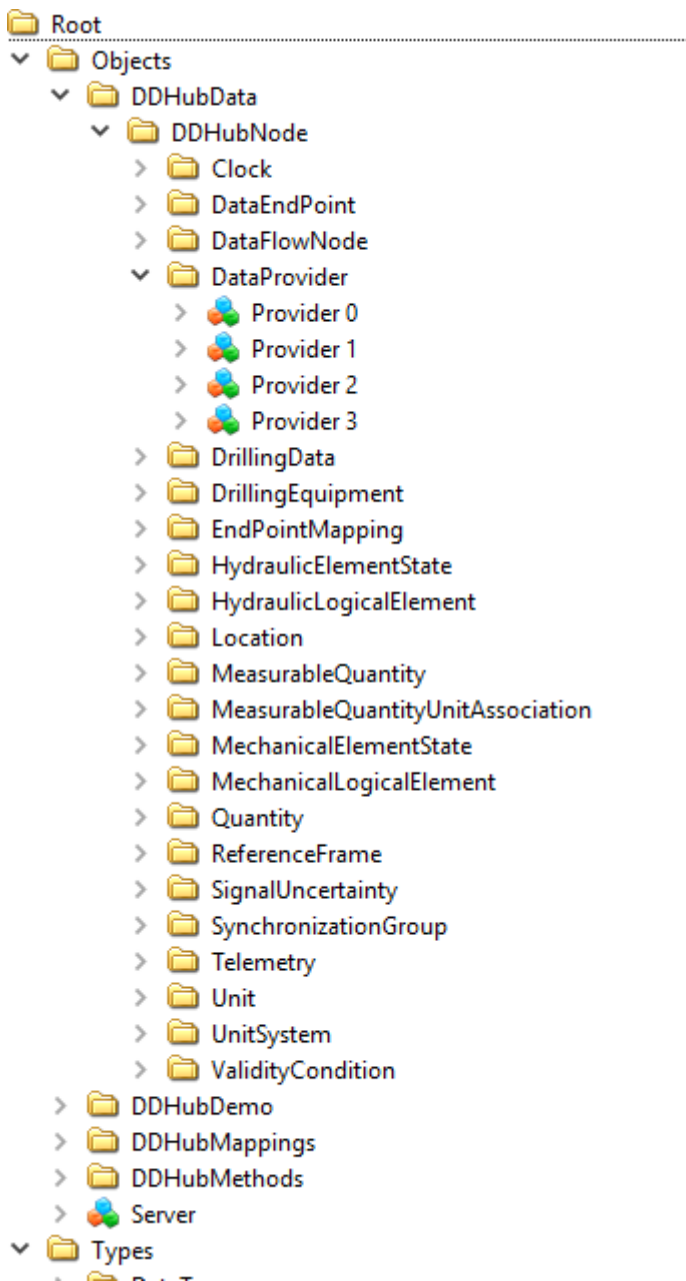 Root
Objects
DDHubData
DDHubNode
Clock
DataEndPoint
DataFlowNode
DataProvider
Provider 0
Provider 1
Provider 2
Provider 3
DrillingData
DrillingEquipment
EndPointMapping
HydraulicElementState
HydraulicLogicalElement
Location
MeasurableQuantity
MeasurableQuantityUnitAssociation
MechanicalElementState
MechanicalLogicalElement
Quantity
ReferenceFrame
SignalUncertainty
SynchronizationGroup
Telemetry
Unit
UnitSystem
ValidityCondition
DDHubDemo
DDHubMappings
DDHubMethods
Server
Types